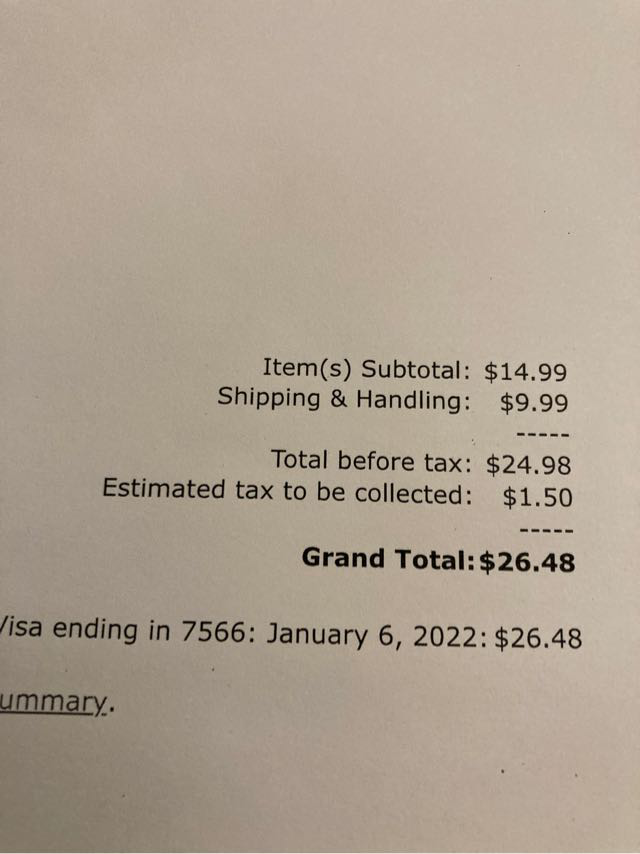 Item(s) Subtotal: $14.99
Shipping & Handling: $9.99
-----
Total before tax: $24.98
Estimated tax to be collected: $1.50
-----
Grand Total: $26.48
Visa ending in 7566: January 6, 2022: $26.48
ummary.